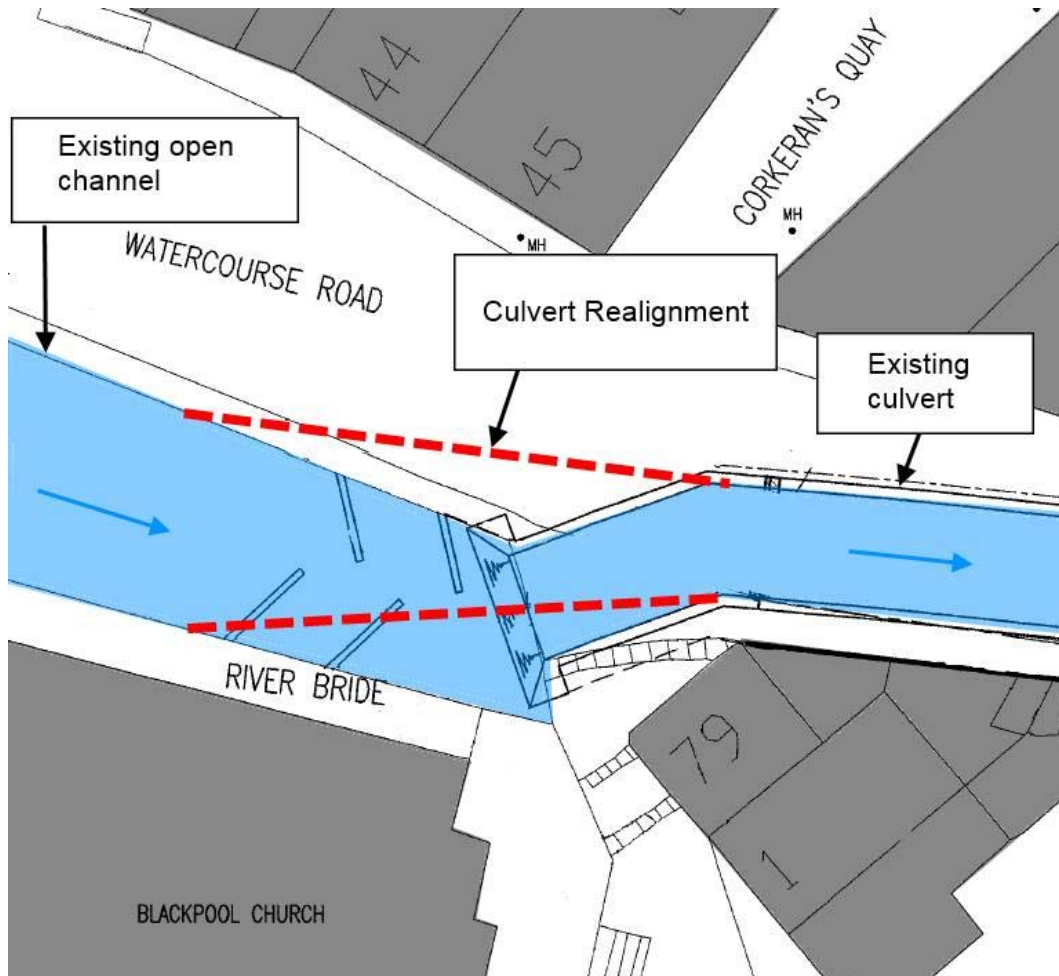 44
45
CORKERAN'S QUAY
Existing open
channel
MH
MH
WATERCOURSE ROAD
Culvert Realignment
Existing
culvert
RIVER BRIDE
79
1
BLACKPOOL CHURCH